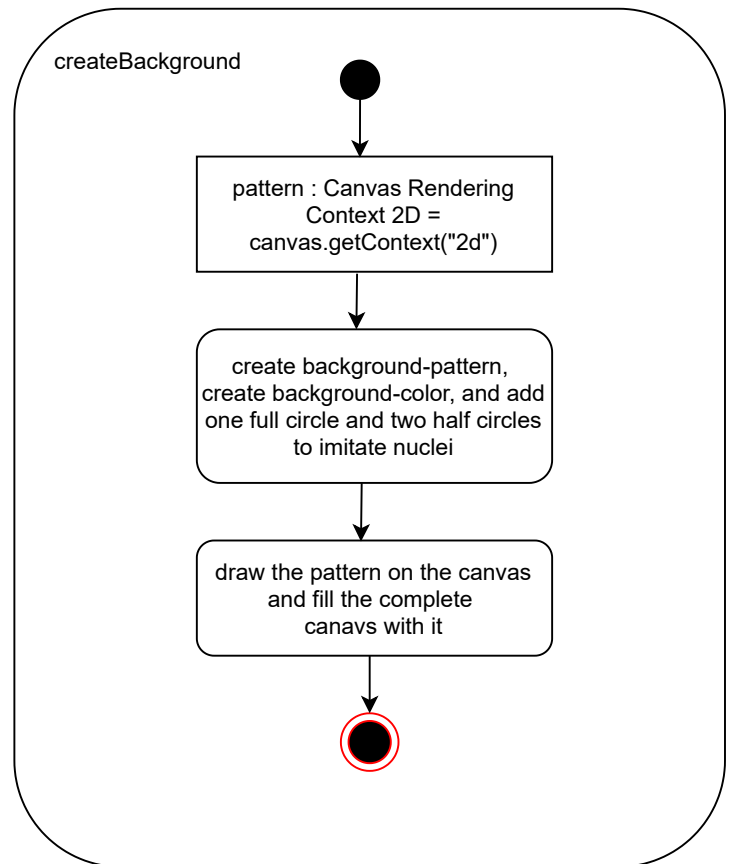 createBackground
pattern : Canvas Rendering
Context 2D =
canvas.getContext("2d")
create background-pattern,
create background-color, and add
one full circle and two half circles
to imitate nuclei
draw the pattern on the canvas
and fill the complete
canavs with it